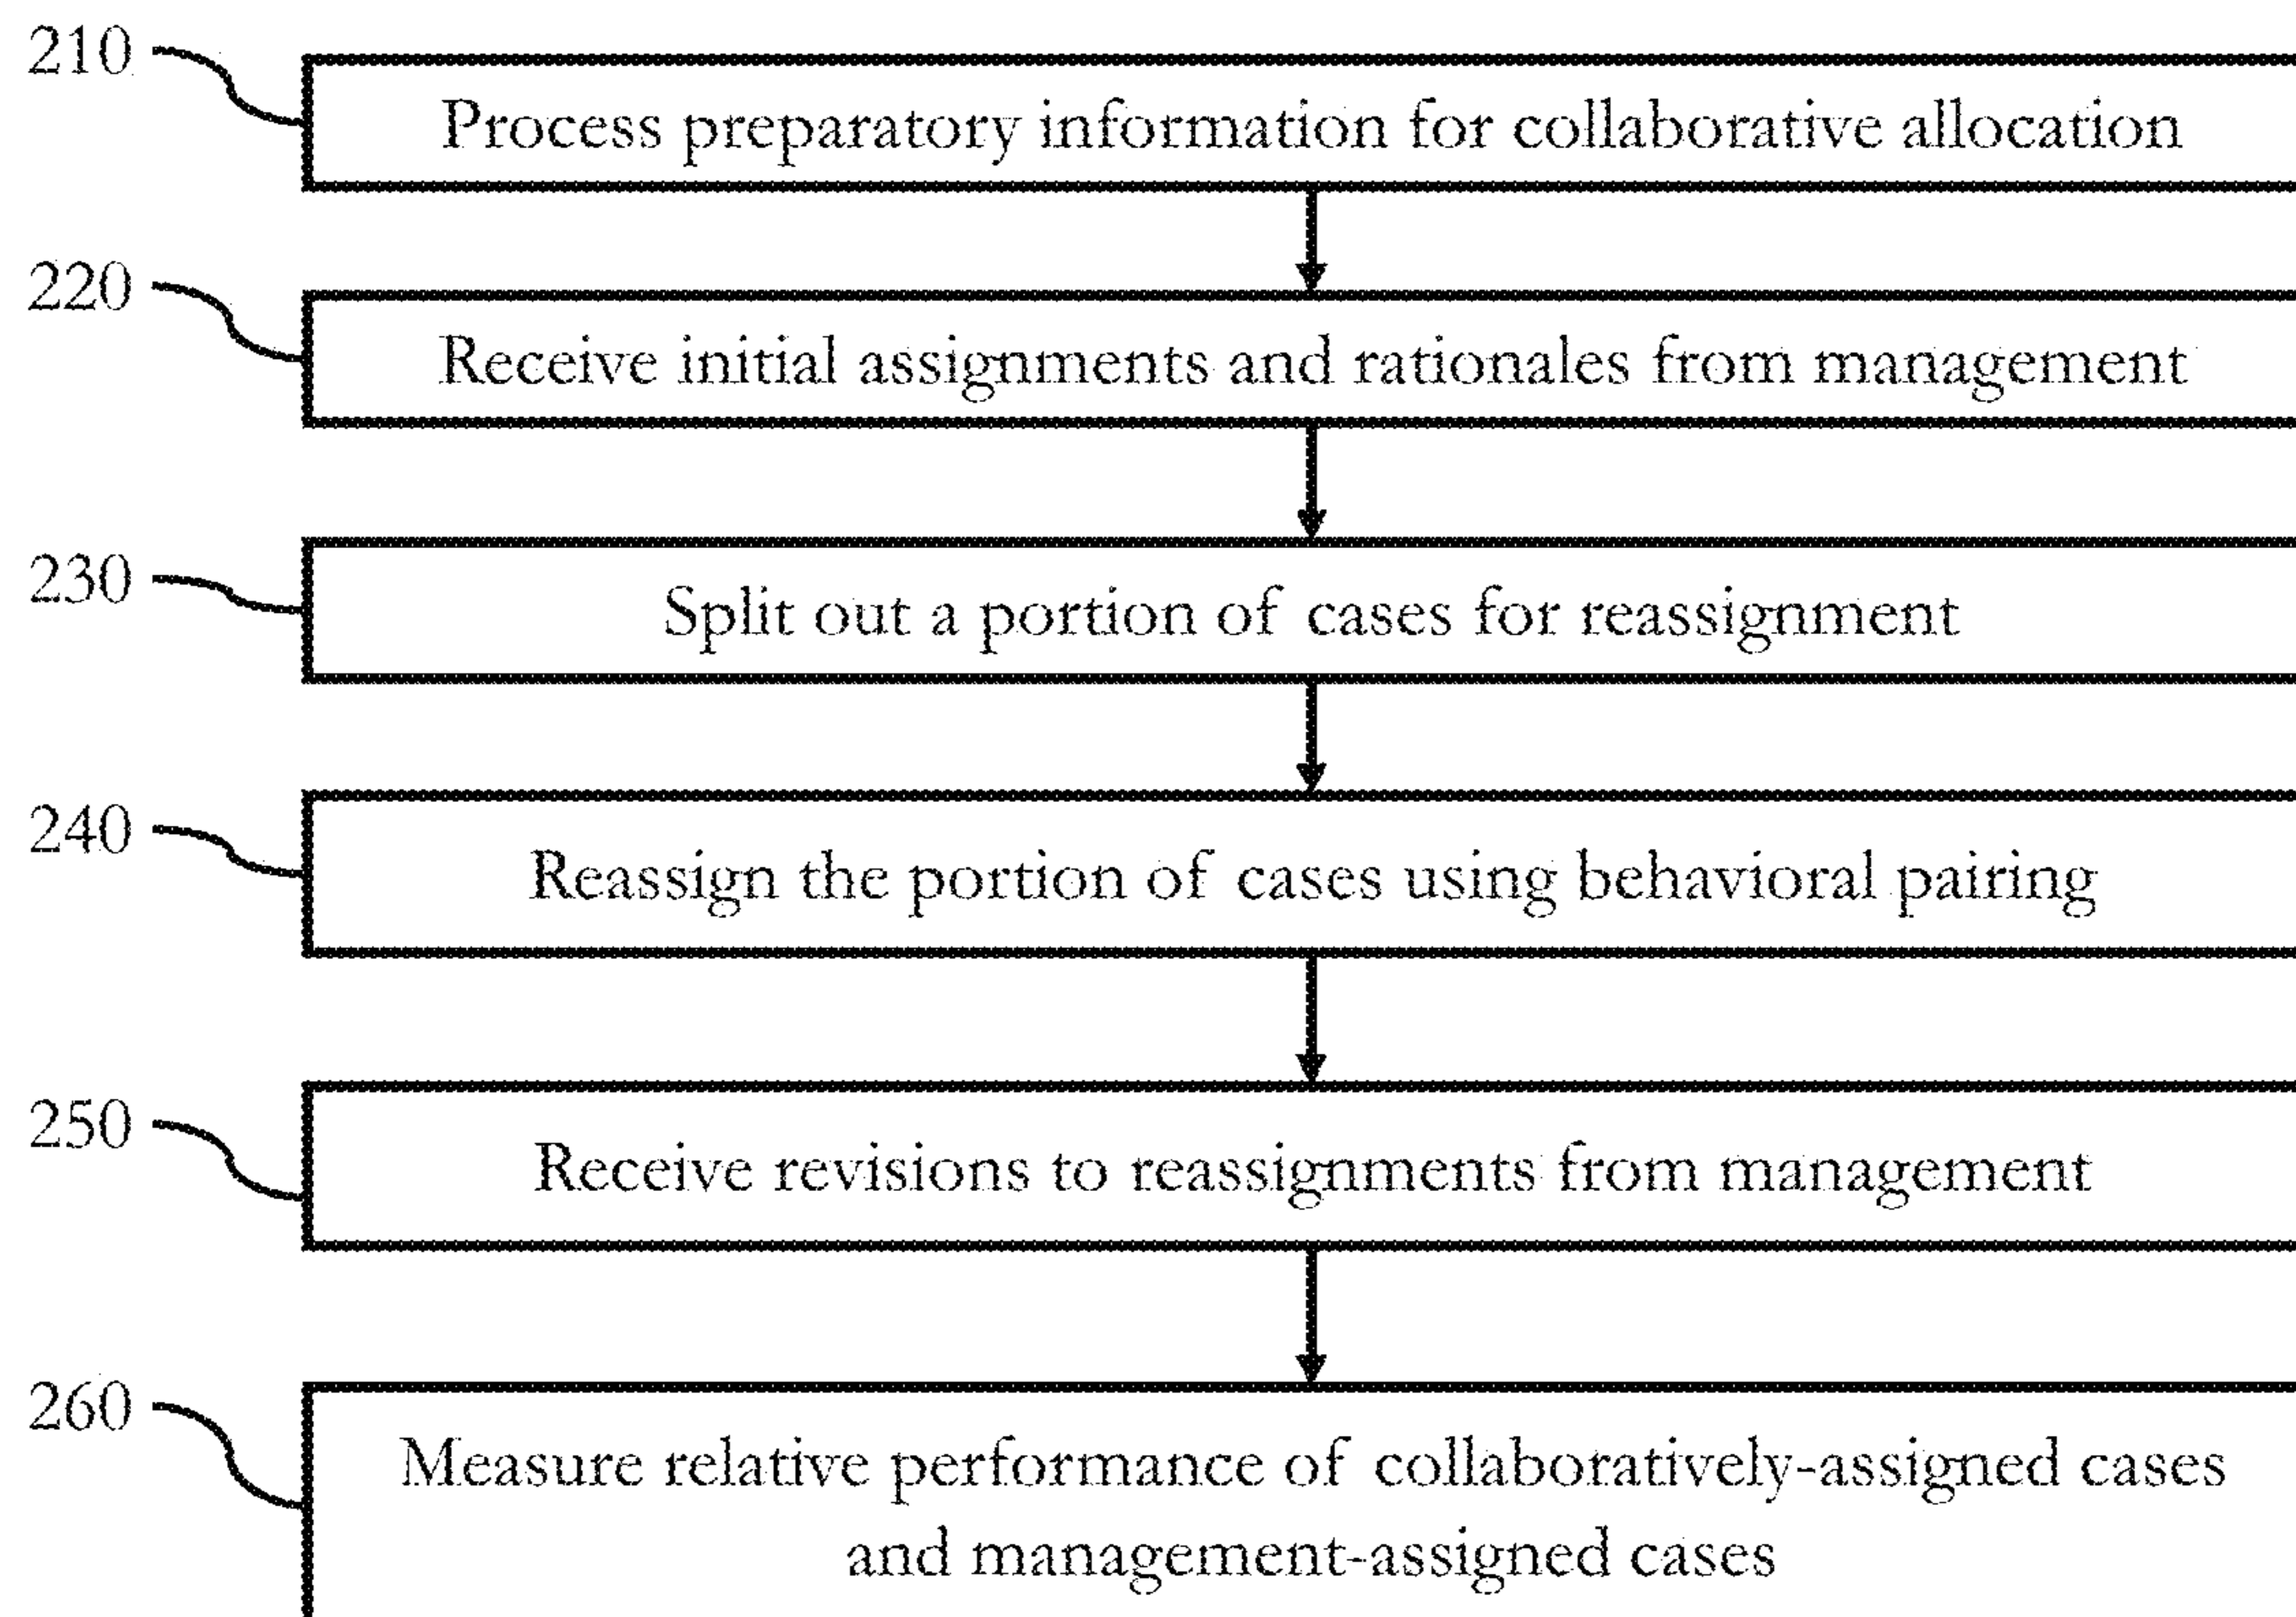 210
Process preparatory information for collaborative allocation
220
Receive initial assignments and rationales from management
230
Split out a portion of cases for reassignment
240
Reassign the portion of cases using behavioral pairing
250
Receive revisions to reassignments from management
260
Measure relative performance of collaboratively-assigned cases
and management-assigned cases